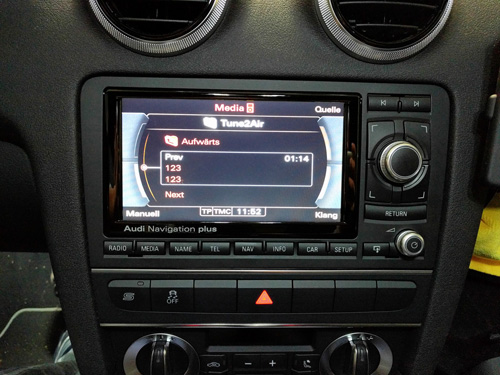 Media
Quelle
Tune2Air
Aufwärts
Prev 01:14
123
123
Next
Manuell TP TMC 11:52 Klang
Audi Navigation plus
RETURN
RADIO MEDIA NAME TEL NAV INFO CAR SETUP
OFF